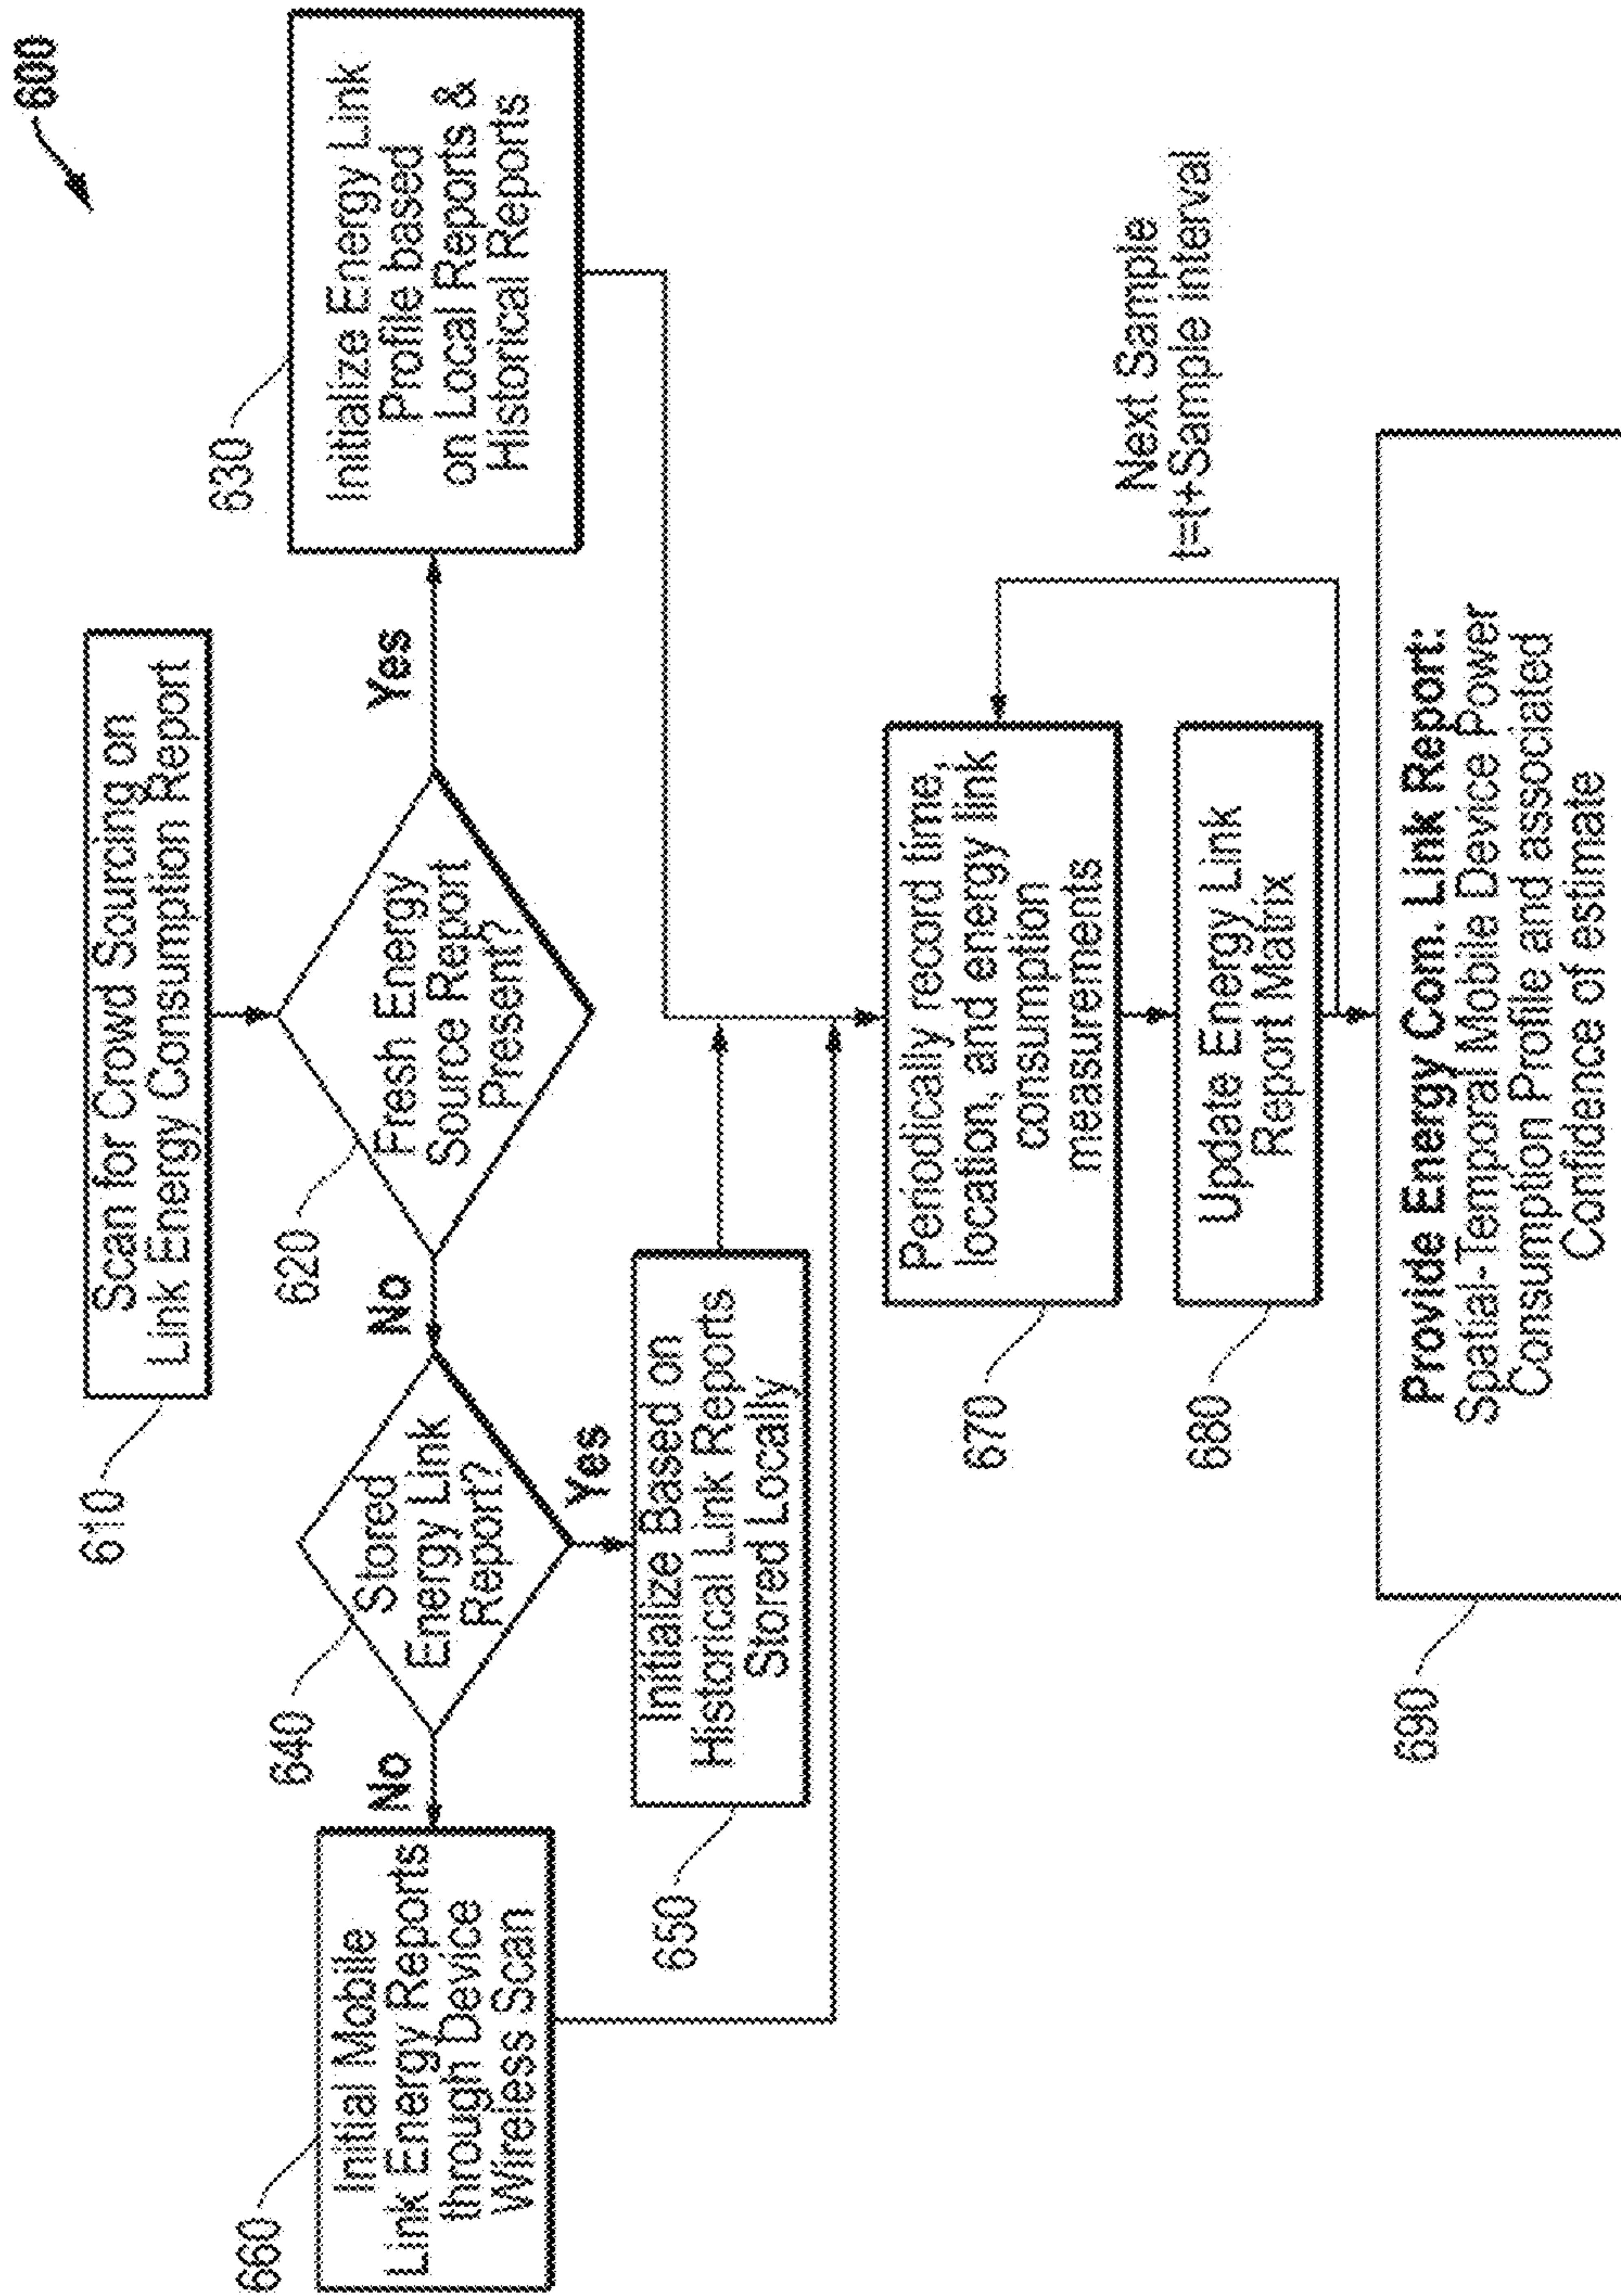 600
610
Scan for Crowd Sourcing on
Link Energy Consumption Report
620
Fresh Energy
Source Report
Present?
Yes
630
Initialize Energy Link
Profile based
on Local Reports &
Historical Reports
No
640
Stored
Energy Link
Report?
No
660
Initial Mobile
Link Energy Reports
through Device
Wireless Scan
Yes
650
Initialize Based on
Historical Link Reports
Stored Locally
670
Periodically record time,
location, and energy link
consumption
measurements
Next Sample
t=t+Sample interval
680
Update Energy Link
Report Matrix
690
Provide Energy Com. Link Report:
Spatial-Temporal Mobile Device Power
Consumption Profile and associated
Confidence of estimate